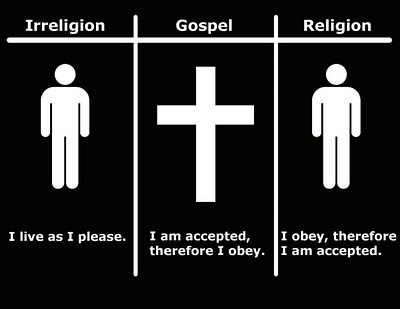 Irreligion
Gospel
Religion
I live as I please.
I am accepted,
therefore I obey.
I obey, therefore
I am accepted.